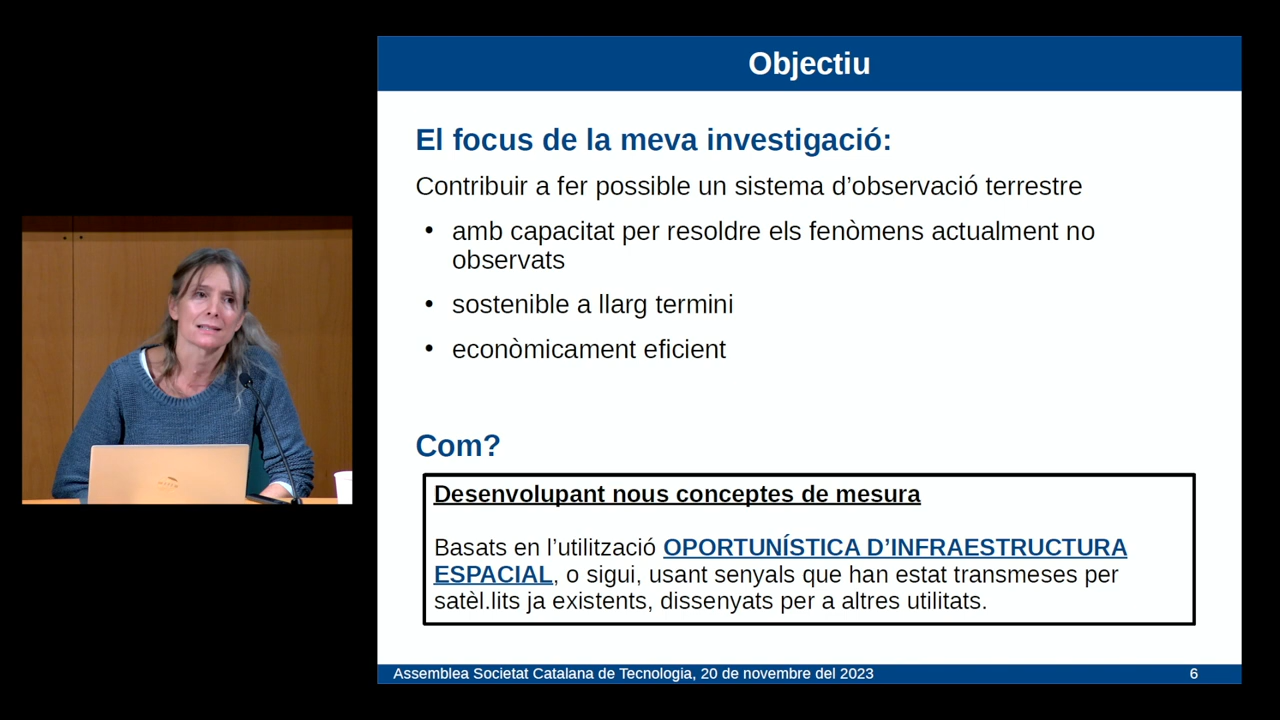 Objectiu
El focus de la meva investigació:
Contribuir a fer possible un sistema d’observació terrestre
• amb capacitat per resoldre els fenòmens actualment no
observats
• sostenible a llarg termini
• econòmicament eficient
Com?
Desenvolupant nous conceptes de mesura
Basats en l’utilització OPORTUNÍSTICA D’INFRAESTRUCTURA
ESPACIAL, o sigui, usant senyals que han estat transmeses per
satèl.lits ja existents, dissenyats per a altres utilitats.
Assemblea Societat Catalana de Tecnologia, 20 de novembre del 2023
6